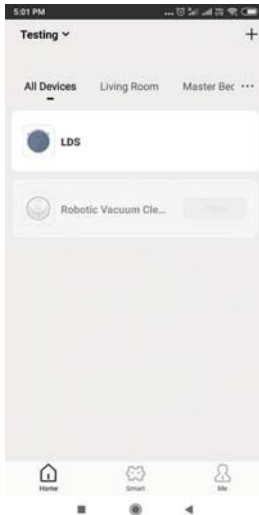 5:01 PM
Testing
All Devices Living Room Master Bec ...
LDS
Robotic Vacuum Cle...
Home Smart Me